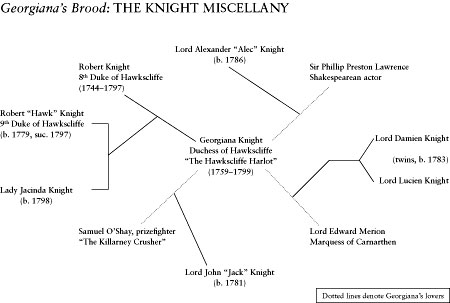 Georgiana's Brood: THE KNIGHT MISCELLANY
Lord Alexander "Alec" Knight
(b. 1786)
Robert Knight
8th Duke of Hawkscliffe
(1744–1797)
Sir Phillip Preston Lawrence
Shakespearean actor
Robert "Hawk" Knight
9th Duke of Hawkscliffe
(b. 1779, suc. 1797)
Georgiana Knight
Duchess of Hawkscliffe
"The Hawkscliffe Harlot"
(1759–1799)
Lord Damien Knight
(twins, b. 1783)
Lord Lucien Knight
Lady Jacinda Knight
(b. 1798)
Samuel O'Shay, prizefighter
"The Killarney Crusher"
Lord Edward Merion
Marquess of Carnarthen
Lord John "Jack" Knight
(b. 1781)
Dotted lines denote Georgiana's lovers